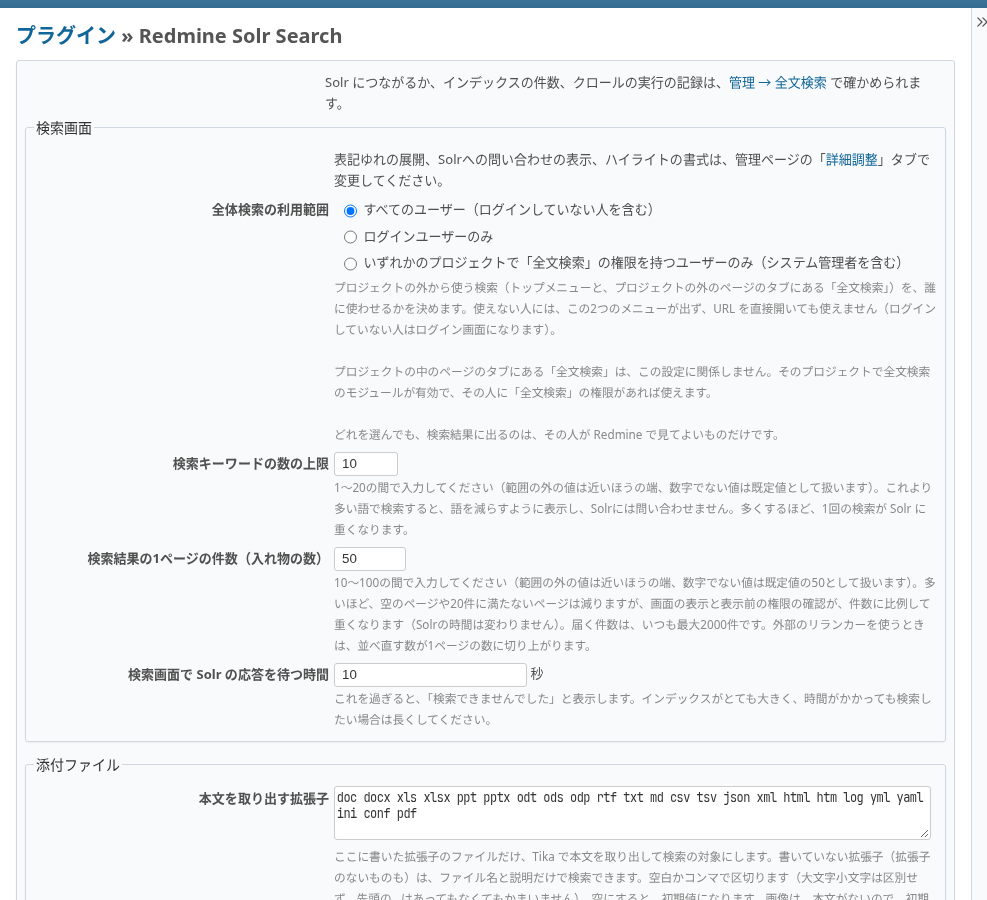 プラグイン » Redmine Solr Search
Solr につながるか、インデックスの件数、クロールの実行の記録は、管理 → 全文検索 で確かめられます。
検索画面
表記ゆれの展開、Solrへの問い合わせの表示、ハイライトの書式は、管理ページの「詳細調整」タブで
変更してください。
全体検索の利用範囲
すべてのユーザー（ログインしていない人を含む）
ログインユーザーのみ
いずれかのプロジェクトで「全文検索」の権限を持つユーザーのみ（システム管理者を含む）
プロジェクトの外から使う検索（トップメニューと、プロジェクトの外のページのタブにある「全文検索」）を、誰
に使わせるかを決めます。使えない人には、この2つのメニューが出ず、URL を直接開いても使えません（ログイン
していない人はログイン画面になります）。
プロジェクトの中のページのタブにある「全文検索」は、この設定に関係しません。そのプロジェクトで全文検索
のモジュールが有効で、その人に「全文検索」の権限があれば使えます。
どれを選んでも、検索結果に出るのは、その人が Redmine で見てよいものだけです。
検索キーワードの数の上限 10
1～20の間で入力してください（範囲の外の値は近いほうの端、数字でない値は既定値として扱います）。これより
多い語で検索すると、語を減らすように表示し、Solrには問い合わせません。多くするほど、1回の検索が Solr に
重くなります。
検索結果の1ページの件数（入れ物の数） 50
10～100の間で入力してください（範囲の外の値は近いほうの端、数字でない値は既定値の50として扱います）。多
いほど、空のページや20件に満たないページは減りますが、画面の表示と表示前の権限の確認が、件数に比例して
重くなります（Solrの時間は変わりません）。届く件数は、いつも最大2000件です。外部のリランカーを使うとき
は、並べ直す数が1ページの数に切り上がります。
検索画面で Solr の応答を待つ時間 10 秒
これを過ぎると、「検索できませんでした」と表示します。インデックスがとても大きく、時間がかかっても検索し
たい場合は長くしてください。
添付ファイル
本文を取り出す拡張子
doc docx xls xlsx ppt pptx odt ods odp rtf txt md csv tsv json xml html htm log yml yaml
ini conf pdf
ここに書いた拡張子のファイルだけ、Tika で本文を取り出して検索の対象にします。書いていない拡張子（拡張子
のないものも）は、ファイル名と説明だけで検索できます。空白かコンマで区切ります（大文字小文字は区別せ